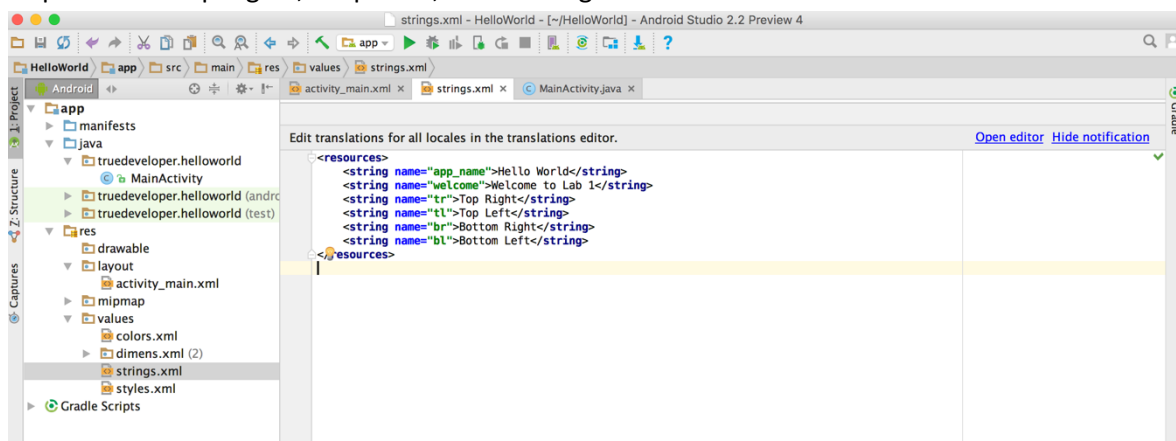 strings.xml - HelloWorld - [~/HelloWorld] - Android Studio 2.2 Preview 4
app
HelloWorld app src main res values strings.xml
1: Project
Android
activity_main.xml × strings.xml × MainActivity.java ×
Gradle
app
manifests
java
truedeveloper.helloworld
MainActivity
truedeveloper.helloworld (andro
truedeveloper.helloworld (test)
res
drawable
layout
activity_main.xml
mipmap
values
colors.xml
dimens.xml (2)
strings.xml
styles.xml
Gradle Scripts
Z: Structure
Captures
Edit translations for all locales in the translations editor. Open editor Hide notification
<resources>
<string name="app_name">Hello World</string>
<string name="welcome">Welcome to Lab 1</string>
<string name="tr">Top Right</string>
<string name="tl">Top Left</string>
<string name="br">Bottom Right</string>
<string name="bl">Bottom Left</string>
</resources>